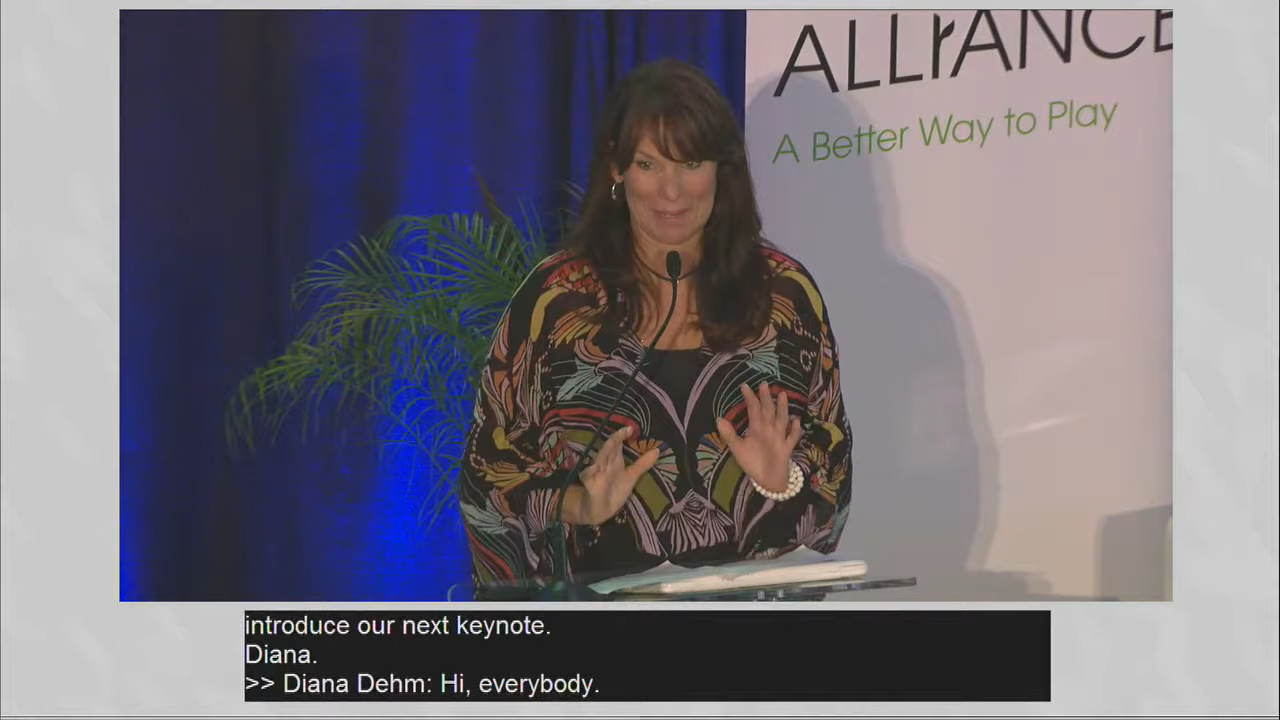 ALLIANCE
A Better Way to Play
introduce our next keynote.
Diana.
>> Diana Dehm: Hi, everybody.